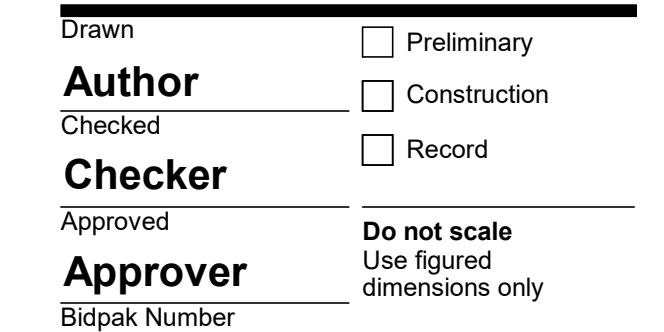 Drawn
Author
Checked
Checker
Approved
Approver
Bidpak Number
Preliminary
Construction
Record
Do not scale
Use figured
dimensions only